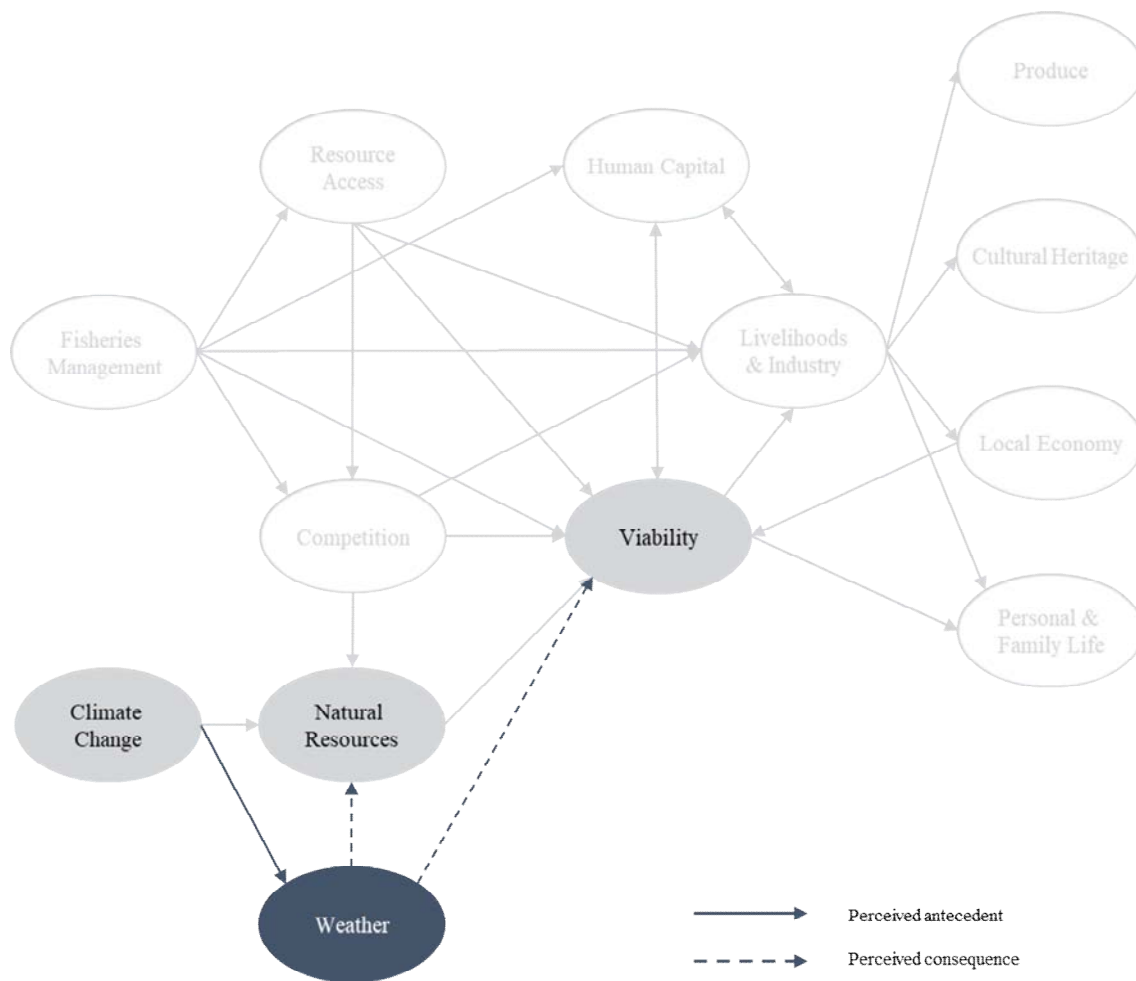 Produce
Resource
Access
Human Capital
Cultural Heritage
Fisheries
Management
Livelihoods
& Industry
Local Economy
Competition
Viability
Personal &
Family Life
Climate
Change
Natural
Resources
Weather
Perceived antecedent
Perceived consequence